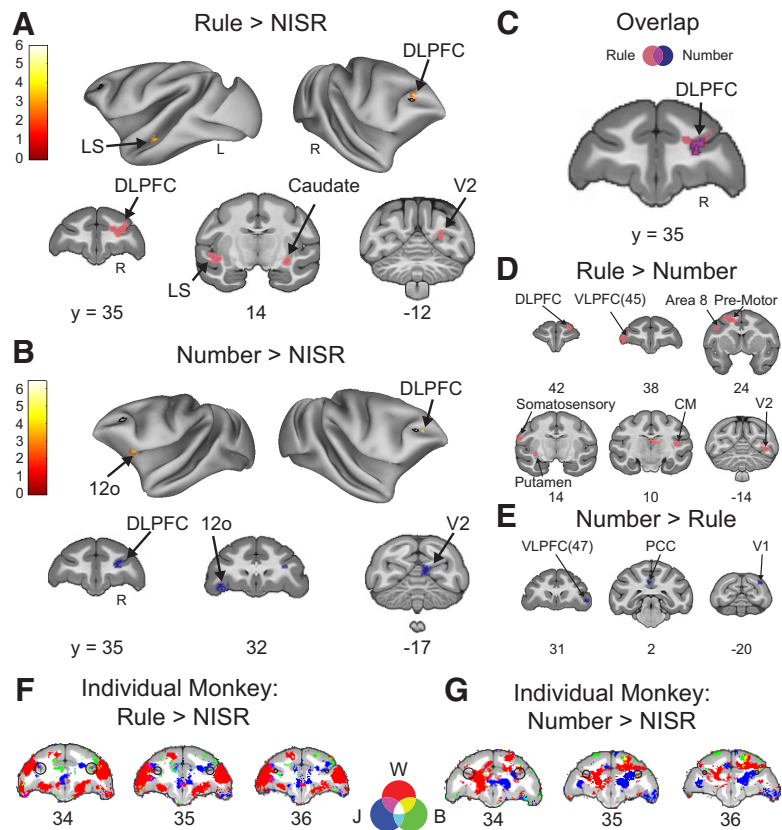 A
Rule > NISR
6
5
4
3
2
1
0
DLPFC
LS
L
R
DLPFC
Caudate
V2
R
LS
y = 35
14
-12
B
Number > NISR
6
5
4
3
2
1
0
DLPFC
12o
DLPFC
12o
V2
R
y = 35
32
-17
C
Overlap
Rule
Number
DLPFC
R
y = 35
D
Rule > Number
DLPFC
VLPFC(45)
Area 8
Pre-Motor
42
38
24
Somatosensory
CM
V2
Putamen
14
10
-14
E
Number > Rule
VLPFC(47)
PCC
V1
31
2
-20
F
Individual Monkey:
Rule > NISR
34
35
36
W
J
B
G
Individual Monkey:
Number > NISR
34
35
36